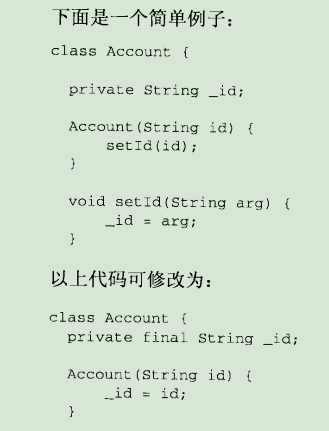 下面是一个简单例子：
class Account {
private String _id;
Account(String id) {
setId(id);
}
void setId(String arg) {
_id = arg;
}
以上代码可修改为：
class Account {
private final String _id;
Account(String id) {
_id = id;
}